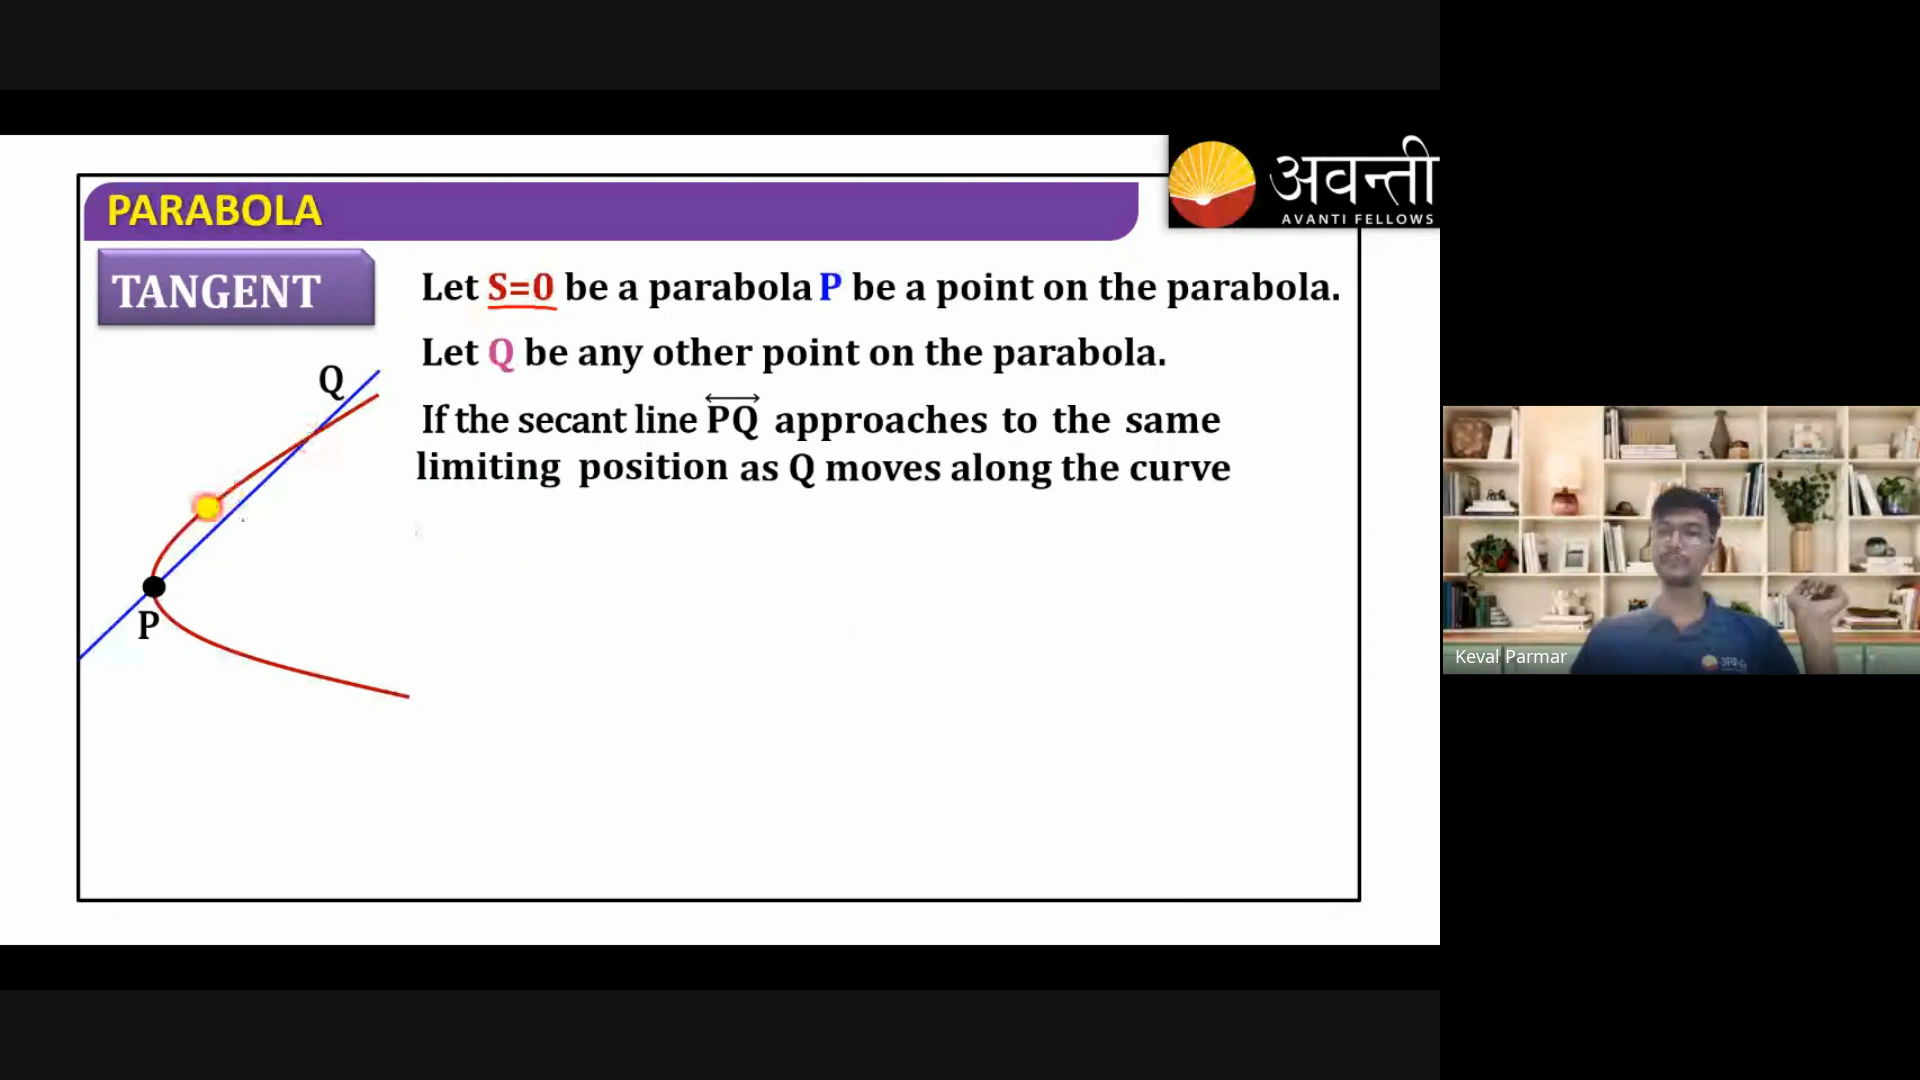 अवन्ती
AVANTI FELLOWS
PARABOLA
TANGENT
Let S=0 be a parabola P be a point on the parabola.
Let Q be any other point on the parabola.
If the secant line PQ approaches to the same
limiting position as Q moves along the curve
Q
P
Keval Parmar